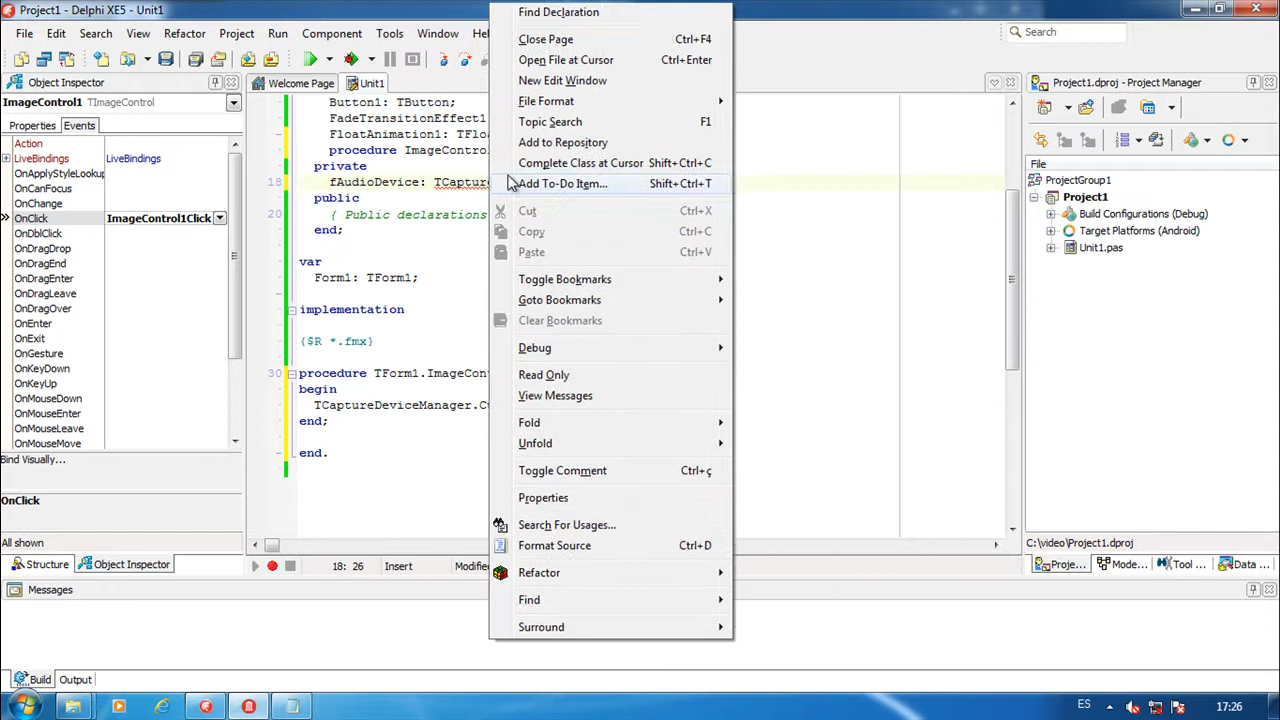 Project1 - Delphi XE5 - Unit1
File Edit Search View Refactor Project Run Component Tools Window
Search
Object Inspector
ImageControl1 TImageControl
Properties Events
Action
LiveBindings LiveBindings
OnApplyStyleLookup
OnCanFocus
OnChange
OnClick ImageControl1Click
OnDblClick
OnDragDrop
OnDragEnd
OnDragEnter
OnDragLeave
OnDragOver
OnEnter
OnExit
OnGesture
OnKeyDown
OnKeyUp
OnMouseDown
OnMouseEnter
OnMouseLeave
OnMouseMove
Bind Visually...
OnClick
All shown
Structure Object Inspector
Welcome Page Unit1
Button1: TButton;
FadeTransitionEffect1
FloatAnimation1: TFlo
procedure ImageContro
private
18 fAudioDevice: TCapture
public
20 { Public declarations
end;
var
Form1: TForm1;
implementation
{$R *.fmx}
30 procedure TForm1.ImageCont
begin
TCaptureDeviceManager.Cu
end;
end.
18: 26 Insert Modifie
Find Declaration
Close Page Ctrl+F4
Open File at Cursor Ctrl+Enter
New Edit Window
File Format
Topic Search F1
Add to Repository
Complete Class at Cursor Shift+Ctrl+C
Add To-Do Item... Shift+Ctrl+T
Cut Ctrl+X
Copy Ctrl+C
Paste Ctrl+V
Toggle Bookmarks
Goto Bookmarks
Clear Bookmarks
Debug
Read Only
View Messages
Fold
Unfold
Toggle Comment Ctrl+ç
Properties
Search For Usages...
Format Source Ctrl+D
Refactor
Find
Surround
Project1.dproj - Project Manager
File
ProjectGroup1
Project1
Build Configurations (Debug)
Target Platforms (Android)
Unit1.pas
C:\video\Project1.dproj
Proje... Mode... Tool ... Data ...
Messages
Build Output
ES 17:26